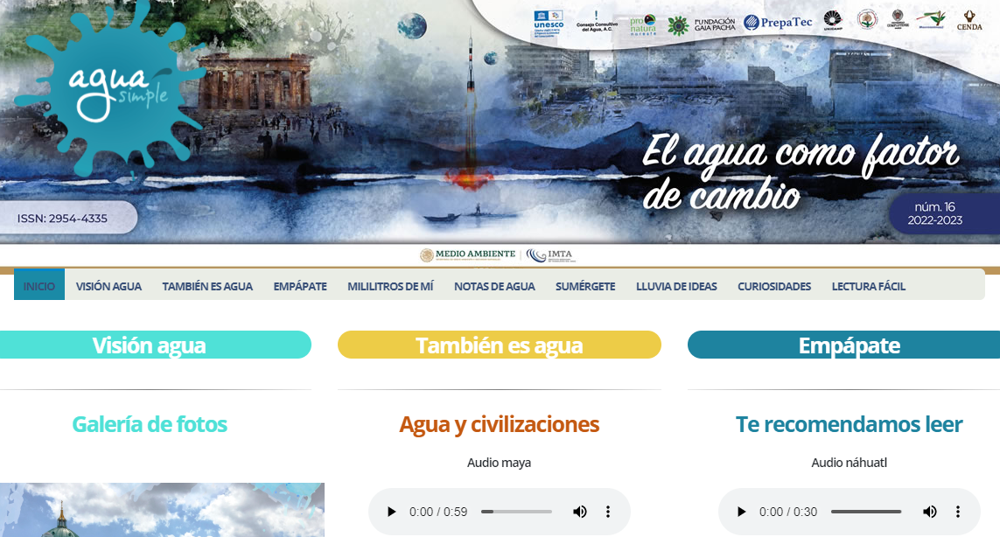 unesco
Consejo Consultivo
del Agua, A.C.
pro
natura
noreste
FUNDACIÓN
GAIA PACHA
PrepaTec
UNICAMP
CENDA
agua
simple
El agua como factor
de cambio
ISSN: 2954-4335
núm. 16
2022-2023
MEDIO AMBIENTE
IMTA
INICIO VISIÓN AGUA TAMBIÉN ES AGUA EMPÁPATE MILILITROS DE MÍ NOTAS DE AGUA SUMÉRGETE LLUVIA DE IDEAS CURIOSIDADES LECTURA FÁCIL
Visión agua
También es agua
Empápate
Galería de fotos
Agua y civilizaciones
Te recomendamos leer
Audio maya
Audio náhuatl
0:00 / 0:59
0:00 / 0:30